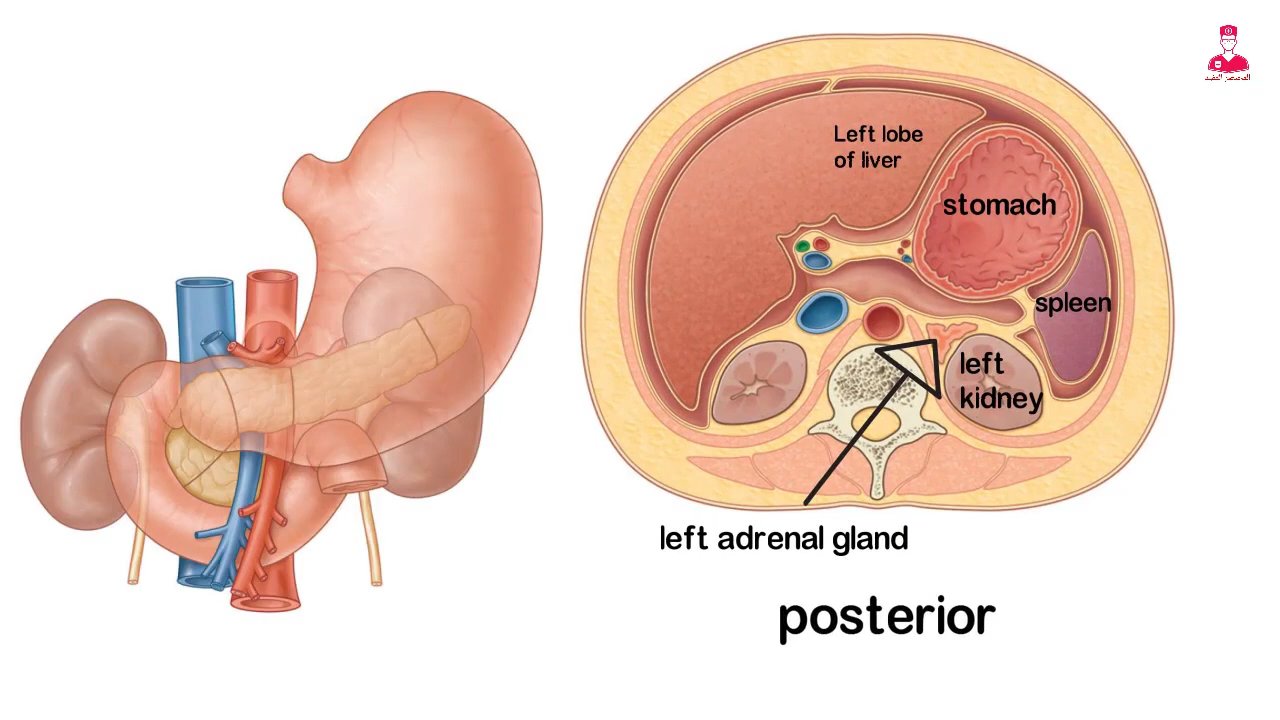 Left lobe
of liver
stomach
spleen
left
kidney
left adrenal gland
posterior